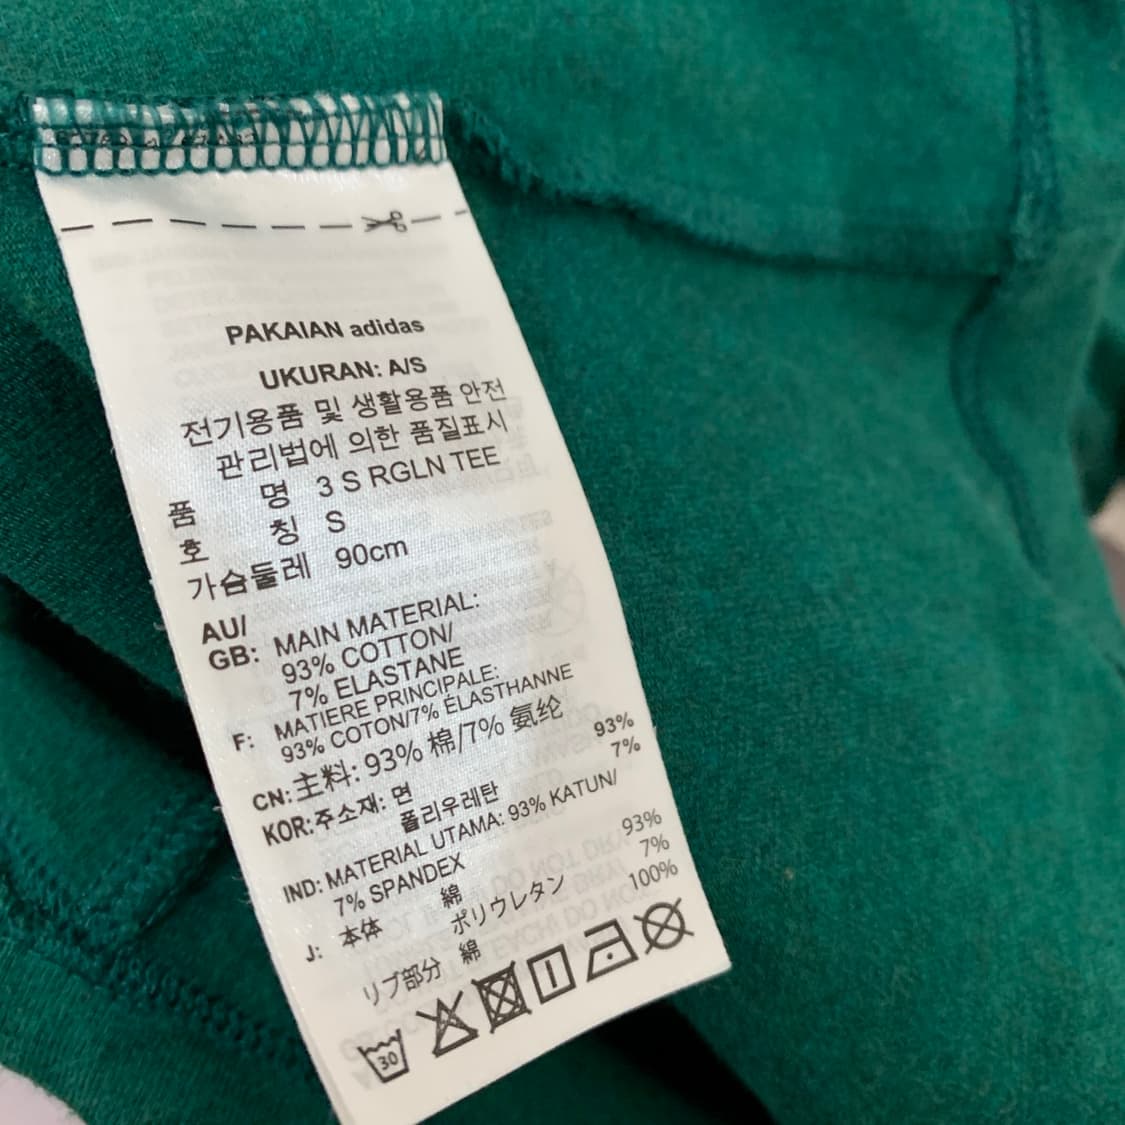 PAKAIAN adidas
UKURAN: A/S
전기용품 및 생활용품 안전
관리법에 의한 품질표시
품 명 3 S RGLN TEE
호 칭 S
가슴둘레 90cm
AU/
GB: MAIN MATERIAL:
93% COTTON/
7% ELASTANE
F: MATIERE PRINCIPALE:
93% COTON/7% ÉLASTHANNE
CN: 主料: 93% 棉/7% 氨纶
KOR: 주소재: 면 93%
폴리우레탄 7%
IND: MATERIAL UTAMA: 93% KATUN/
7% SPANDEX
J: 本体 綿 93%
ポリウレタン 7%
リブ部分 綿 100%
30